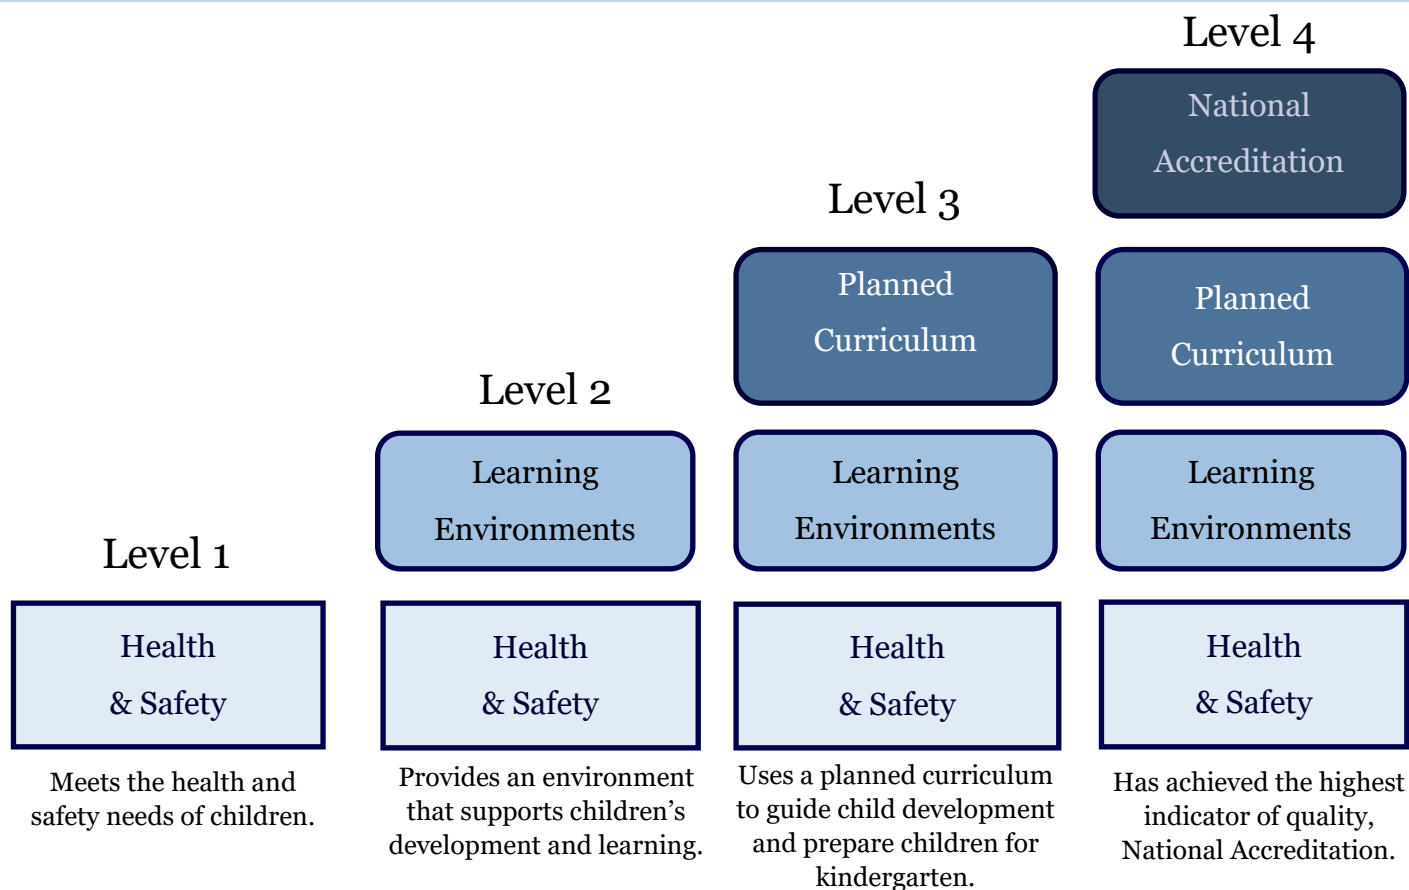 Level 1
Health
& Safety
Meets the health and
safety needs of children.
Level 2
Learning
Environments
Health
& Safety
Provides an environment
that supports children’s
development and learning.
Level 3
Planned
Curriculum
Learning
Environments
Health
& Safety
Uses a planned curriculum
to guide child development
and prepare children for
kindergarten.
Level 4
National
Accreditation
Planned
Curriculum
Learning
Environments
Health
& Safety
Has achieved the highest
indicator of quality,
National Accreditation.